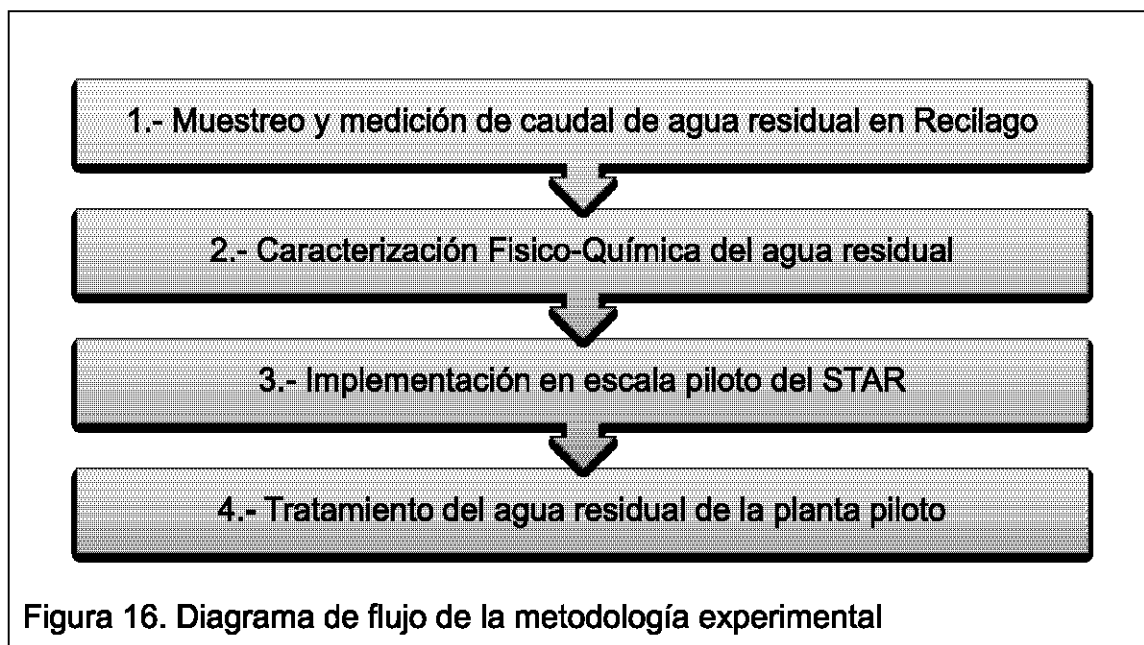 1.- Muestreo y medición de caudal de agua residual en Recilago
2.- Caracterización Fisico-Química del agua residual
3.- Implementación en escala piloto del STAR
4.- Tratamiento del agua residual de la planta piloto
Figura 16. Diagrama de flujo de la metodología experimental